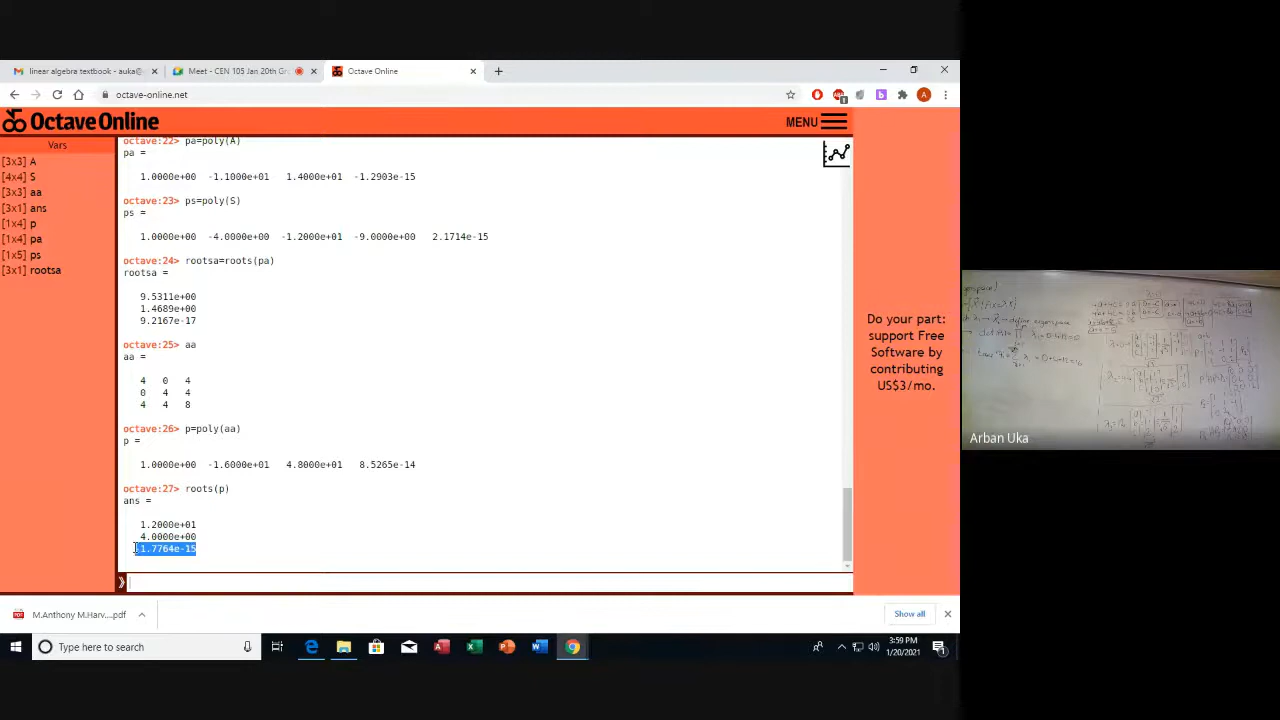 linear algebra textbook - auka@
Meet - CEN 105 Jan 20th Gr
Octave Online
octave-online.net
Octave Online
MENU
Vars
[3x3] A
[4x4] S
[3x3] aa
[3x1] ans
[1x4] p
[1x4] pa
[1x5] ps
[3x1] rootsa
octave:22> pa=poly(A)
pa =
1.0000e+00 -1.1000e+01 1.4000e+01 -1.2903e-15
octave:23> ps=poly(S)
ps =
1.0000e+00 -4.0000e+00 -1.2000e+01 -9.0000e+00 2.1714e-15
octave:24> rootsa=roots(pa)
rootsa =
9.5311e+00
1.4689e+00
9.2167e-17
octave:25> aa
aa =
4 0 4
0 4 4
4 4 8
octave:26> p=poly(aa)
p =
1.0000e+00 -1.6000e+01 4.8000e+01 8.5265e-14
octave:27> roots(p)
ans =
1.2000e+01
4.0000e+00
-1.7764e-15
Do your part:
support Free
Software by
contributing
US$3/mo.
Arban Uka
M.Anthony M.Harv....pdf
Show all
Type here to search
3:59 PM
1/20/2021